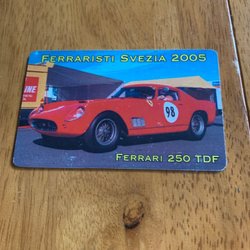 FERRARISTI SVEZIA 2005
98
FERRARI 250 TDF